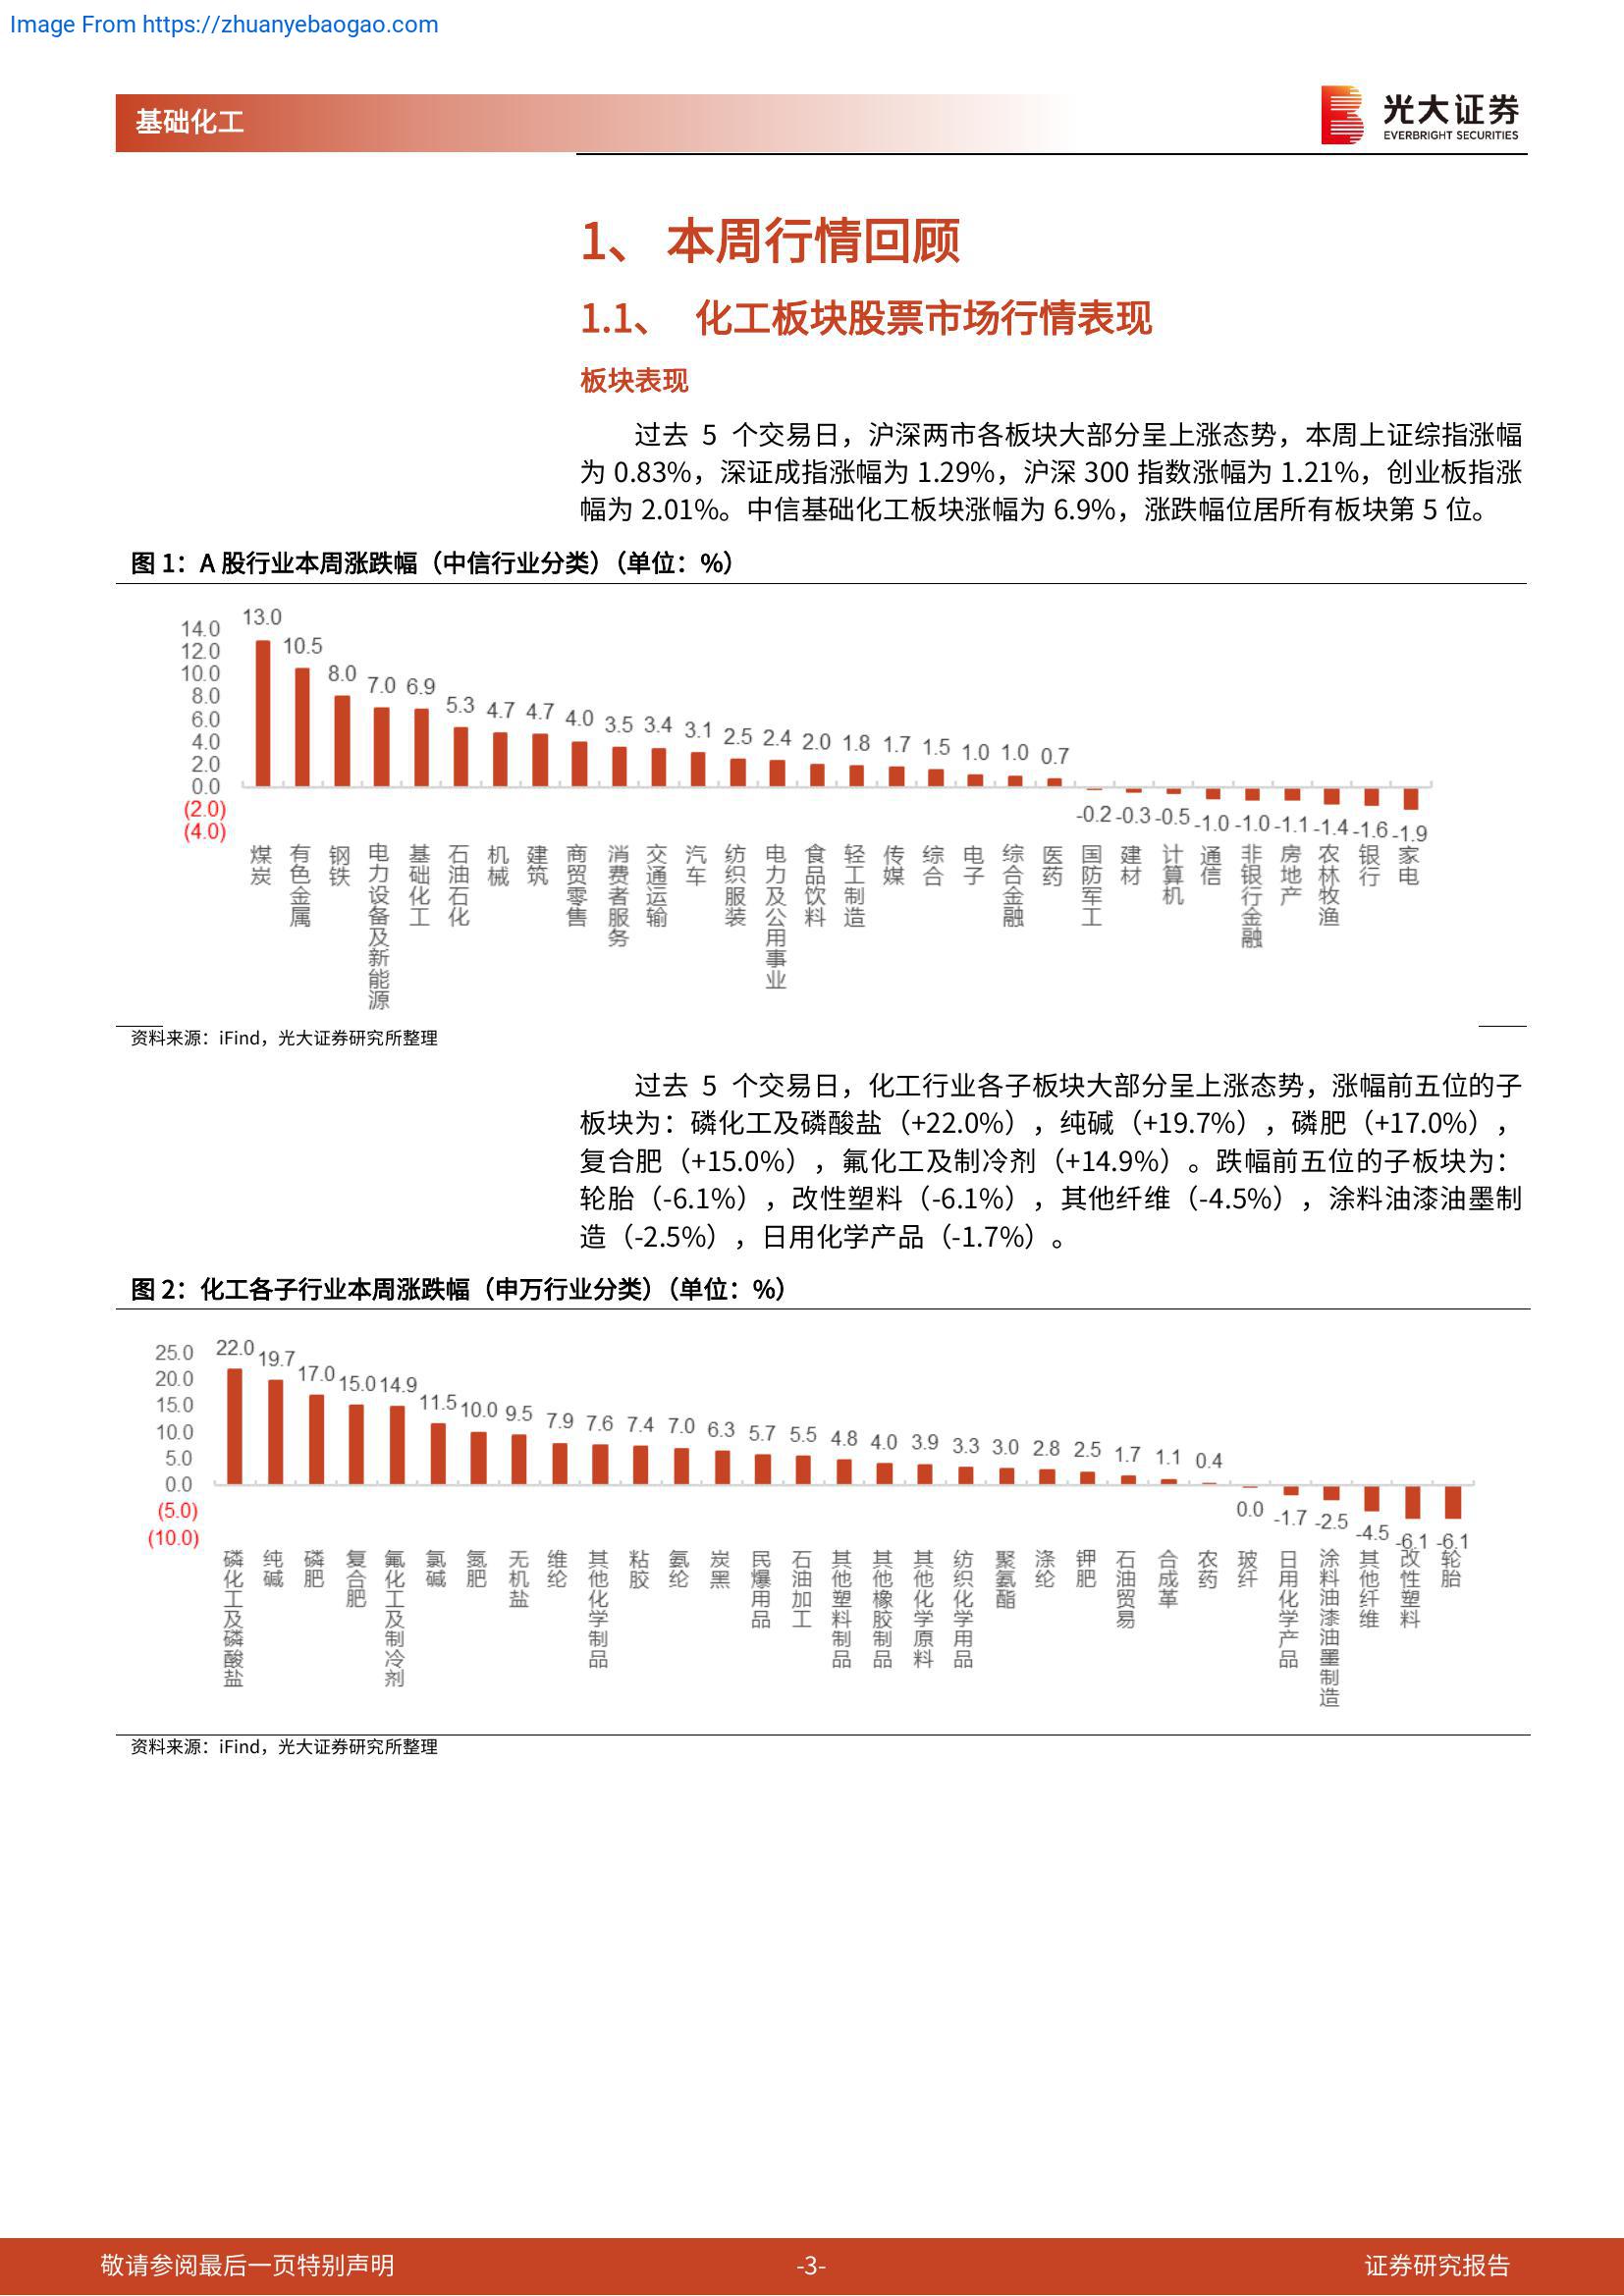 Image From https://zhuanyebaogao.com
基础化工
光大证券
EVERBRIGHT SECURITIES
1、 本周行情回顾
1.1、 化工板块股票市场行情表现
板块表现
过去 5 个交易日，沪深两市各板块大部分呈上涨态势，本周上证综指涨幅
为 0.83%，深证成指涨幅为 1.29%，沪深 300 指数涨幅为 1.21%，创业板指涨
幅为 2.01%。中信基础化工板块涨幅为 6.9%，涨跌幅位居所有板块第 5 位。
图 1：A 股行业本周涨跌幅（中信行业分类）（单位：%）
14.0
12.0
10.0
8.0
6.0
4.0
2.0
0.0
(2.0)
(4.0)
13.0 10.5 8.0 7.0 6.9 5.3 4.7 4.7 4.0 3.5 3.4 3.1 2.5 2.4 2.0 1.8 1.7 1.5 1.0 1.0 0.7 -0.2 -0.3 -0.5 -1.0 -1.0 -1.1 -1.4 -1.6 -1.9
煤炭
有色金属
钢铁
电力设备及新能源
基础化工
石油石化
机械
建筑
商贸零售
消费者服务
交通运输
汽车
纺织服装
电力及公用事业
食品饮料
轻工制造
传媒
综合
电子
综合金融
医药
国防军工
建材
计算机
通信
非银行金融
房地产
农林牧渔
银行
家电
资料来源：iFind，光大证券研究所整理
过去 5 个交易日，化工行业各子板块大部分呈上涨态势，涨幅前五位的子
板块为：磷化工及磷酸盐（+22.0%），纯碱（+19.7%），磷肥（+17.0%），
复合肥（+15.0%），氟化工及制冷剂（+14.9%）。跌幅前五位的子板块为：
轮胎（-6.1%），改性塑料（-6.1%），其他纤维（-4.5%），涂料油漆油墨制
造（-2.5%），日用化学产品（-1.7%）。
图 2：化工各子行业本周涨跌幅（申万行业分类）（单位：%）
25.0
20.0
15.0
10.0
5.0
0.0
(5.0)
(10.0)
22.0 19.7 17.0 15.0 14.9 11.5 10.0 9.5 7.9 7.6 7.4 7.0 6.3 5.7 5.5 4.8 4.0 3.9 3.3 3.0 2.8 2.5 1.7 1.1 0.4 0.0 -1.7 -2.5 -4.5 -6.1 -6.1
磷化工及磷酸盐
纯碱
磷肥
复合肥
氟化工及制冷剂
氯碱
氮肥
无机盐
维纶
其他化学制品
粘胶
氨纶
炭黑
民爆用品
石油加工
其他塑料制品
其他橡胶制品
其他化学原料
纺织化学用品
聚氨酯
涤纶
钾肥
石油贸易
合成革
农药
玻纤
日用化学产品
涂料油漆油墨制造
其他纤维
改性塑料
轮胎
资料来源：iFind，光大证券研究所整理
敬请参阅最后一页特别声明
-3-
证券研究报告